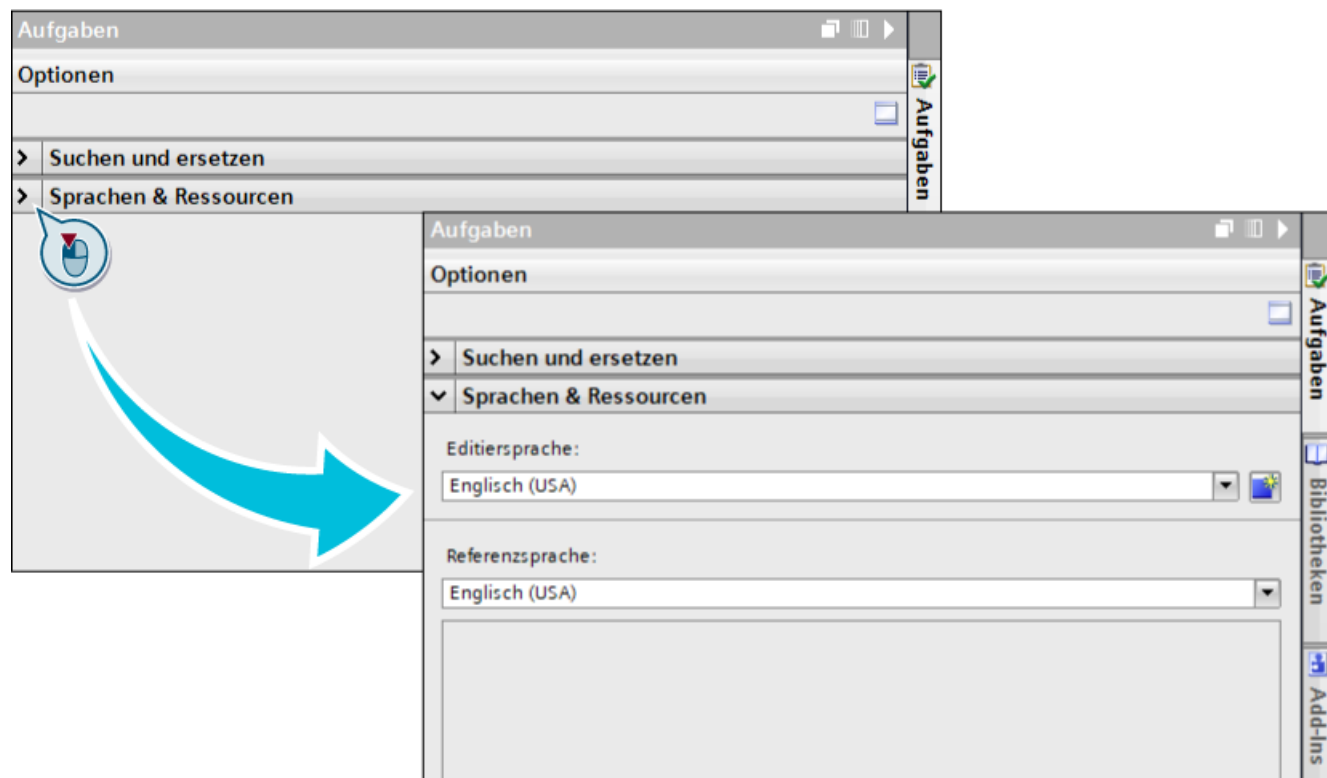 Aufgaben
Optionen
Suchen und ersetzen
Sprachen & Ressourcen
Aufgaben
Aufgaben
Optionen
Suchen und ersetzen
Sprachen & Ressourcen
Editiersprache:
Englisch (USA)
Referenzsprache:
Englisch (USA)
Aufgaben
Bibliotheken
Add-Ins